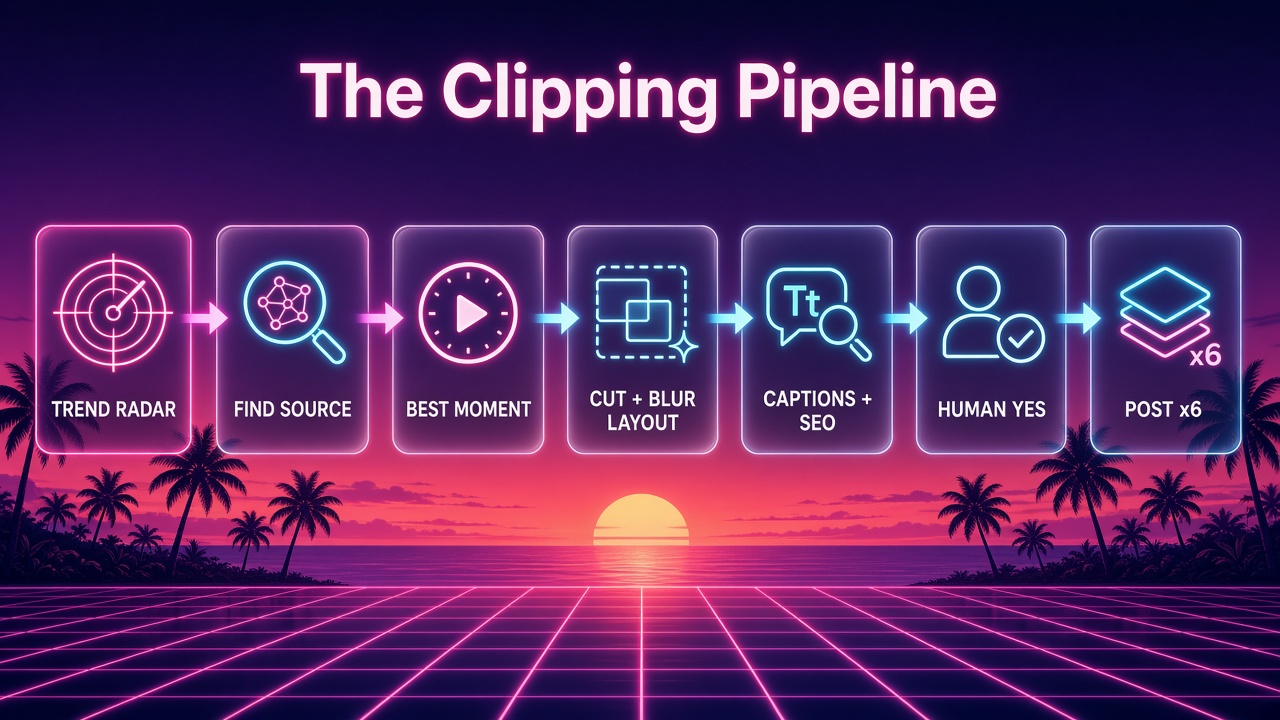 The Clipping Pipeline
TREND RADAR
FIND SOURCE
BEST MOMENT
CUT + BLUR
LAYOUT
Tt
CAPTIONS +
SEO
HUMAN YES
x6
POST x6